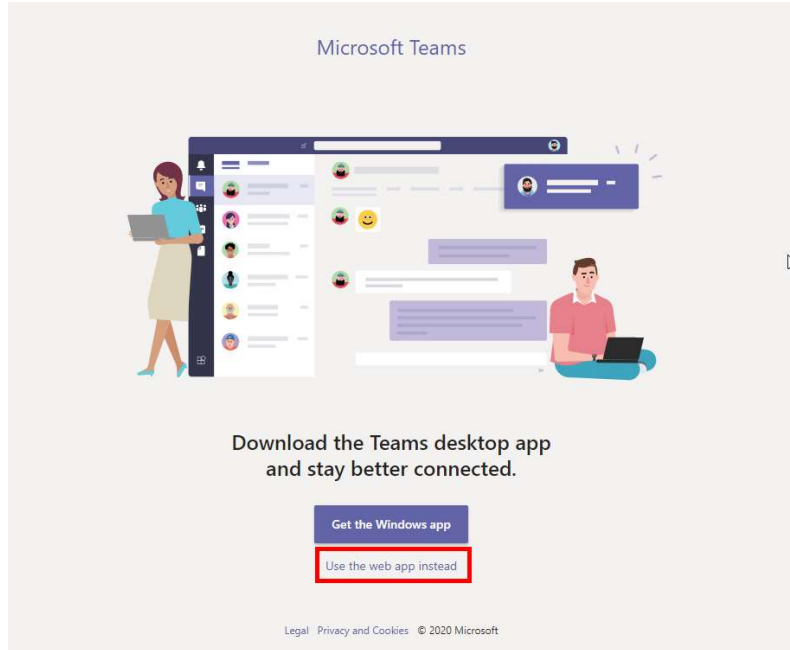 Microsoft Teams
Download the Teams desktop app
and stay better connected.
Get the Windows app
Use the web app instead
Legal Privacy and Cookies © 2020 Microsoft